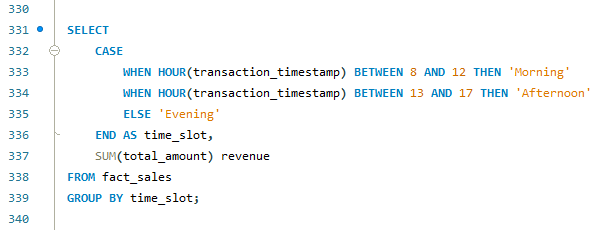 330
331 SELECT
332 CASE
333 WHEN HOUR(transaction_timestamp) BETWEEN 8 AND 12 THEN 'Morning'
334 WHEN HOUR(transaction_timestamp) BETWEEN 13 AND 17 THEN 'Afternoon'
335 ELSE 'Evening'
336 END AS time_slot,
337 SUM(total_amount) revenue
338 FROM fact_sales
339 GROUP BY time_slot;
340